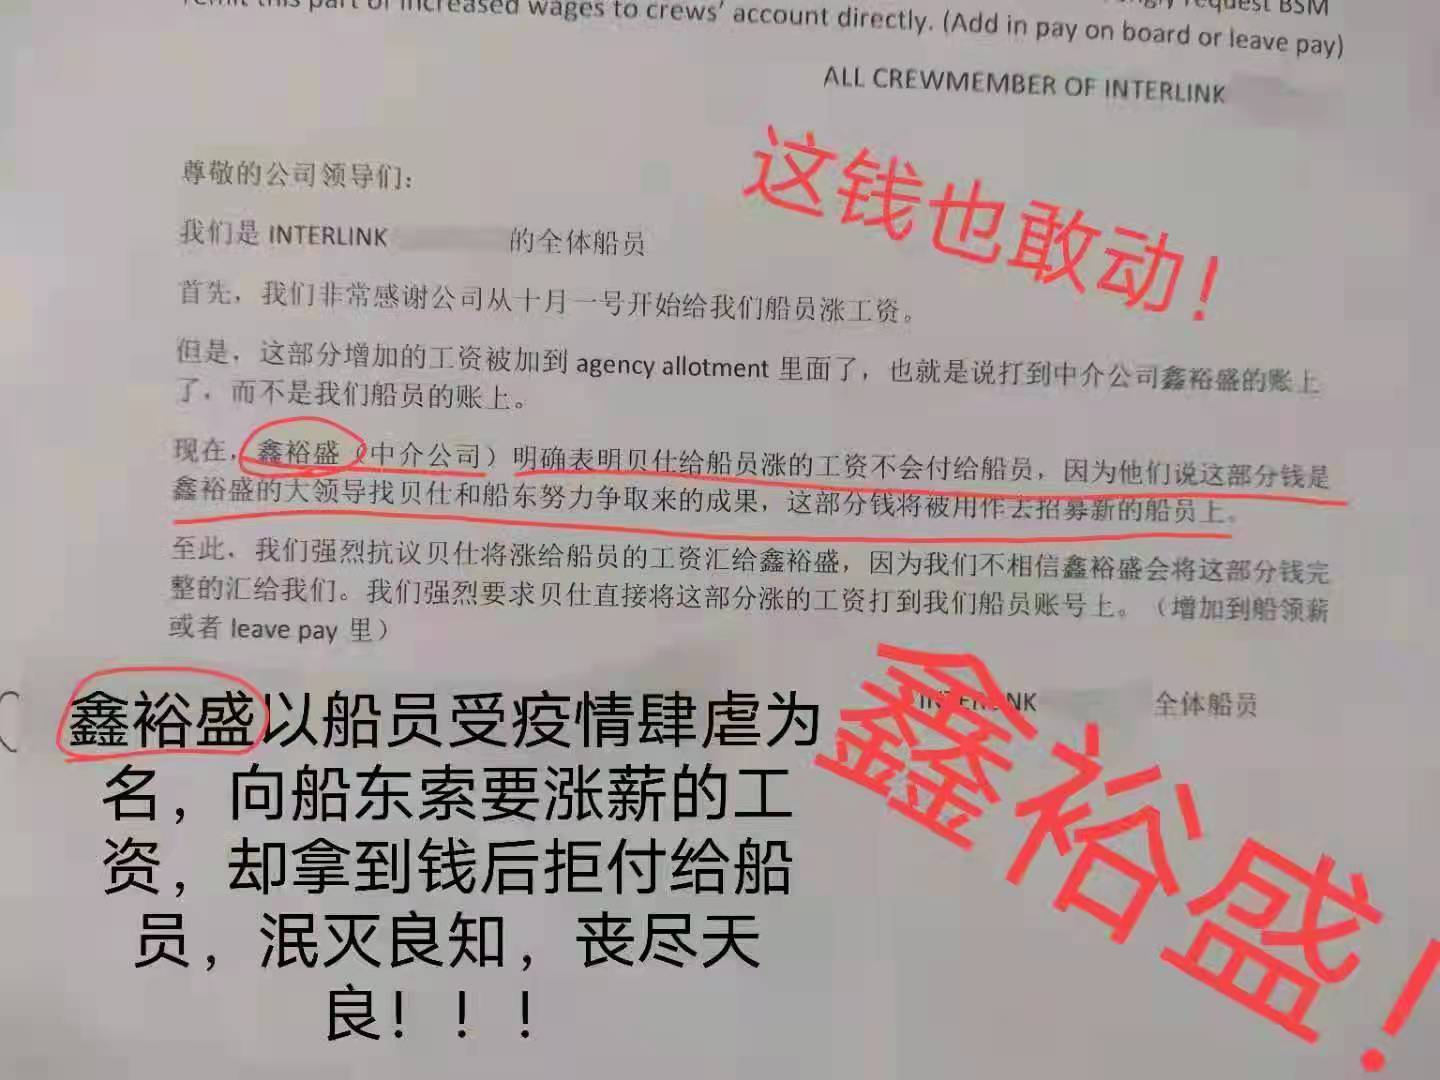 request BSM
remit this part of increased wages to crews' account directly. (Add in pay on board or leave pay)
ALL CREWMEMBER OF INTERLINK
尊敬的公司领导们：
我们是 INTERLINK 的全体船员
首先，我们非常感谢公司从十月一号开始给我们船员涨工资。
但是，这部分增加的工资被加到 agency allotment 里面了，也就是说打到中介公司鑫裕盛的账上
了，而不是我们船员的账上。
现在，鑫裕盛（中介公司）明确表明贝仕给船员涨的工资不会付给船员，因为他们说这部分钱是
鑫裕盛的大领导找贝仕和船东努力争取来的成果，这部分钱将被用作去招募新的船员上。
至此，我们强烈抗议贝仕将涨给船员的工资汇给鑫裕盛，因为我们不相信鑫裕盛会将这部分钱完
整的汇给我们。我们强烈要求贝仕直接将这部分涨的工资打到我们船员账号上。（增加到船领薪
或者 leave pay 里）
INTERLINK 全体船员
这钱也敢动！
鑫裕盛以船员受疫情肆虐为
名，向船东索要涨薪的工
资，却拿到钱后拒付给船
员，泯灭良知，丧尽天
良！！！
鑫裕盛！